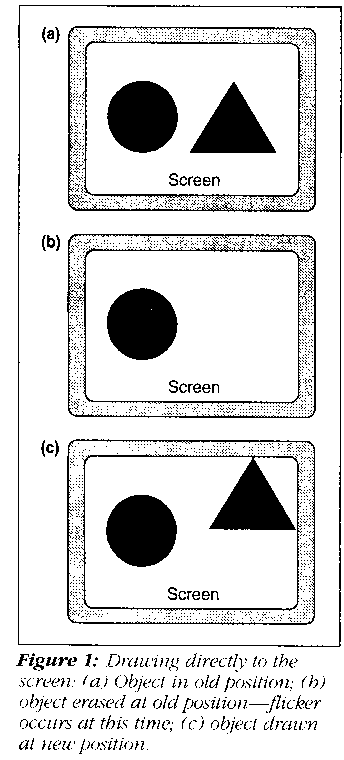 (a)
Screen
(b)
Screen
(c)
Screen
Figure 1: Drawing directly to the
screen: (a) Object in old position; (b)
object erased at old position—flicker
occurs at this time; (c) object drawn
at new position.